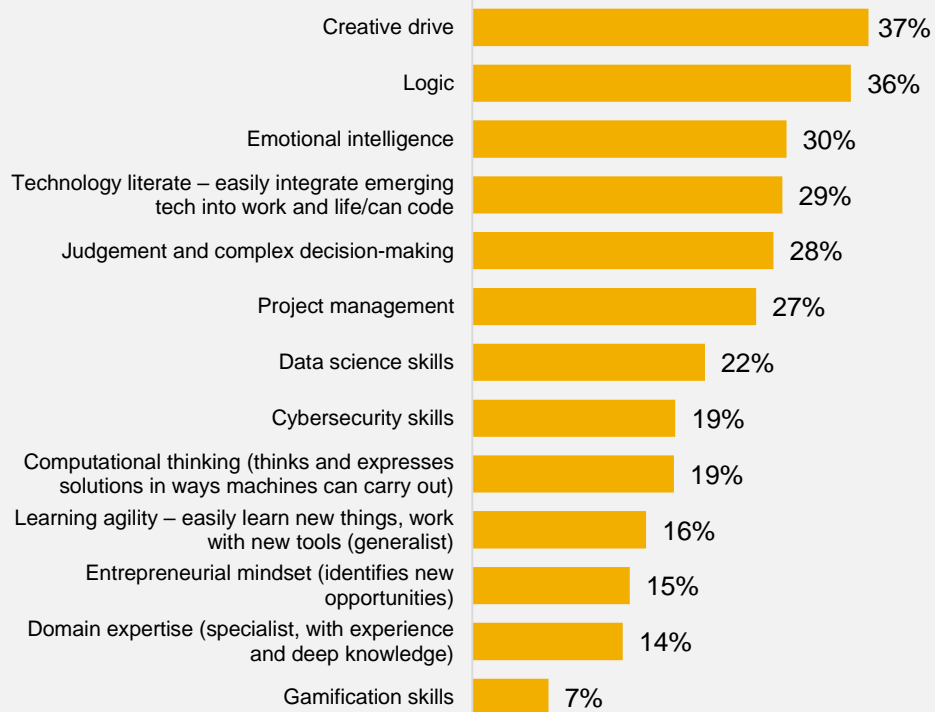 Creative drive
37%
Logic
36%
Emotional intelligence
30%
Technology literate – easily integrate emerging
tech into work and life/can code
29%
Judgement and complex decision-making
28%
Project management
27%
Data science skills
22%
Cybersecurity skills
19%
Computational thinking (thinks and expresses
solutions in ways machines can carry out)
19%
Learning agility – easily learn new things, work
with new tools (generalist)
16%
Entrepreneurial mindset (identifies new
opportunities)
15%
Domain expertise (specialist, with experience
and deep knowledge)
14%
Gamification skills
7%